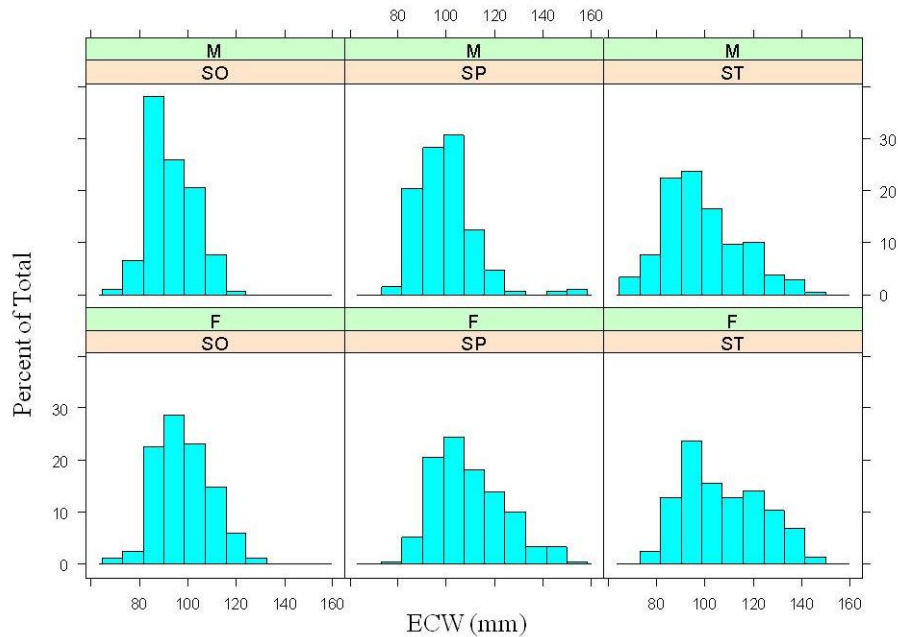 80 100 120 140 160
M M M
SO SP ST
30
20
10
0
F F F
SO SP ST
Percent of Total
30
20
10
0
80 100 120 140 160 80 100 120 140 160
ECW (mm)